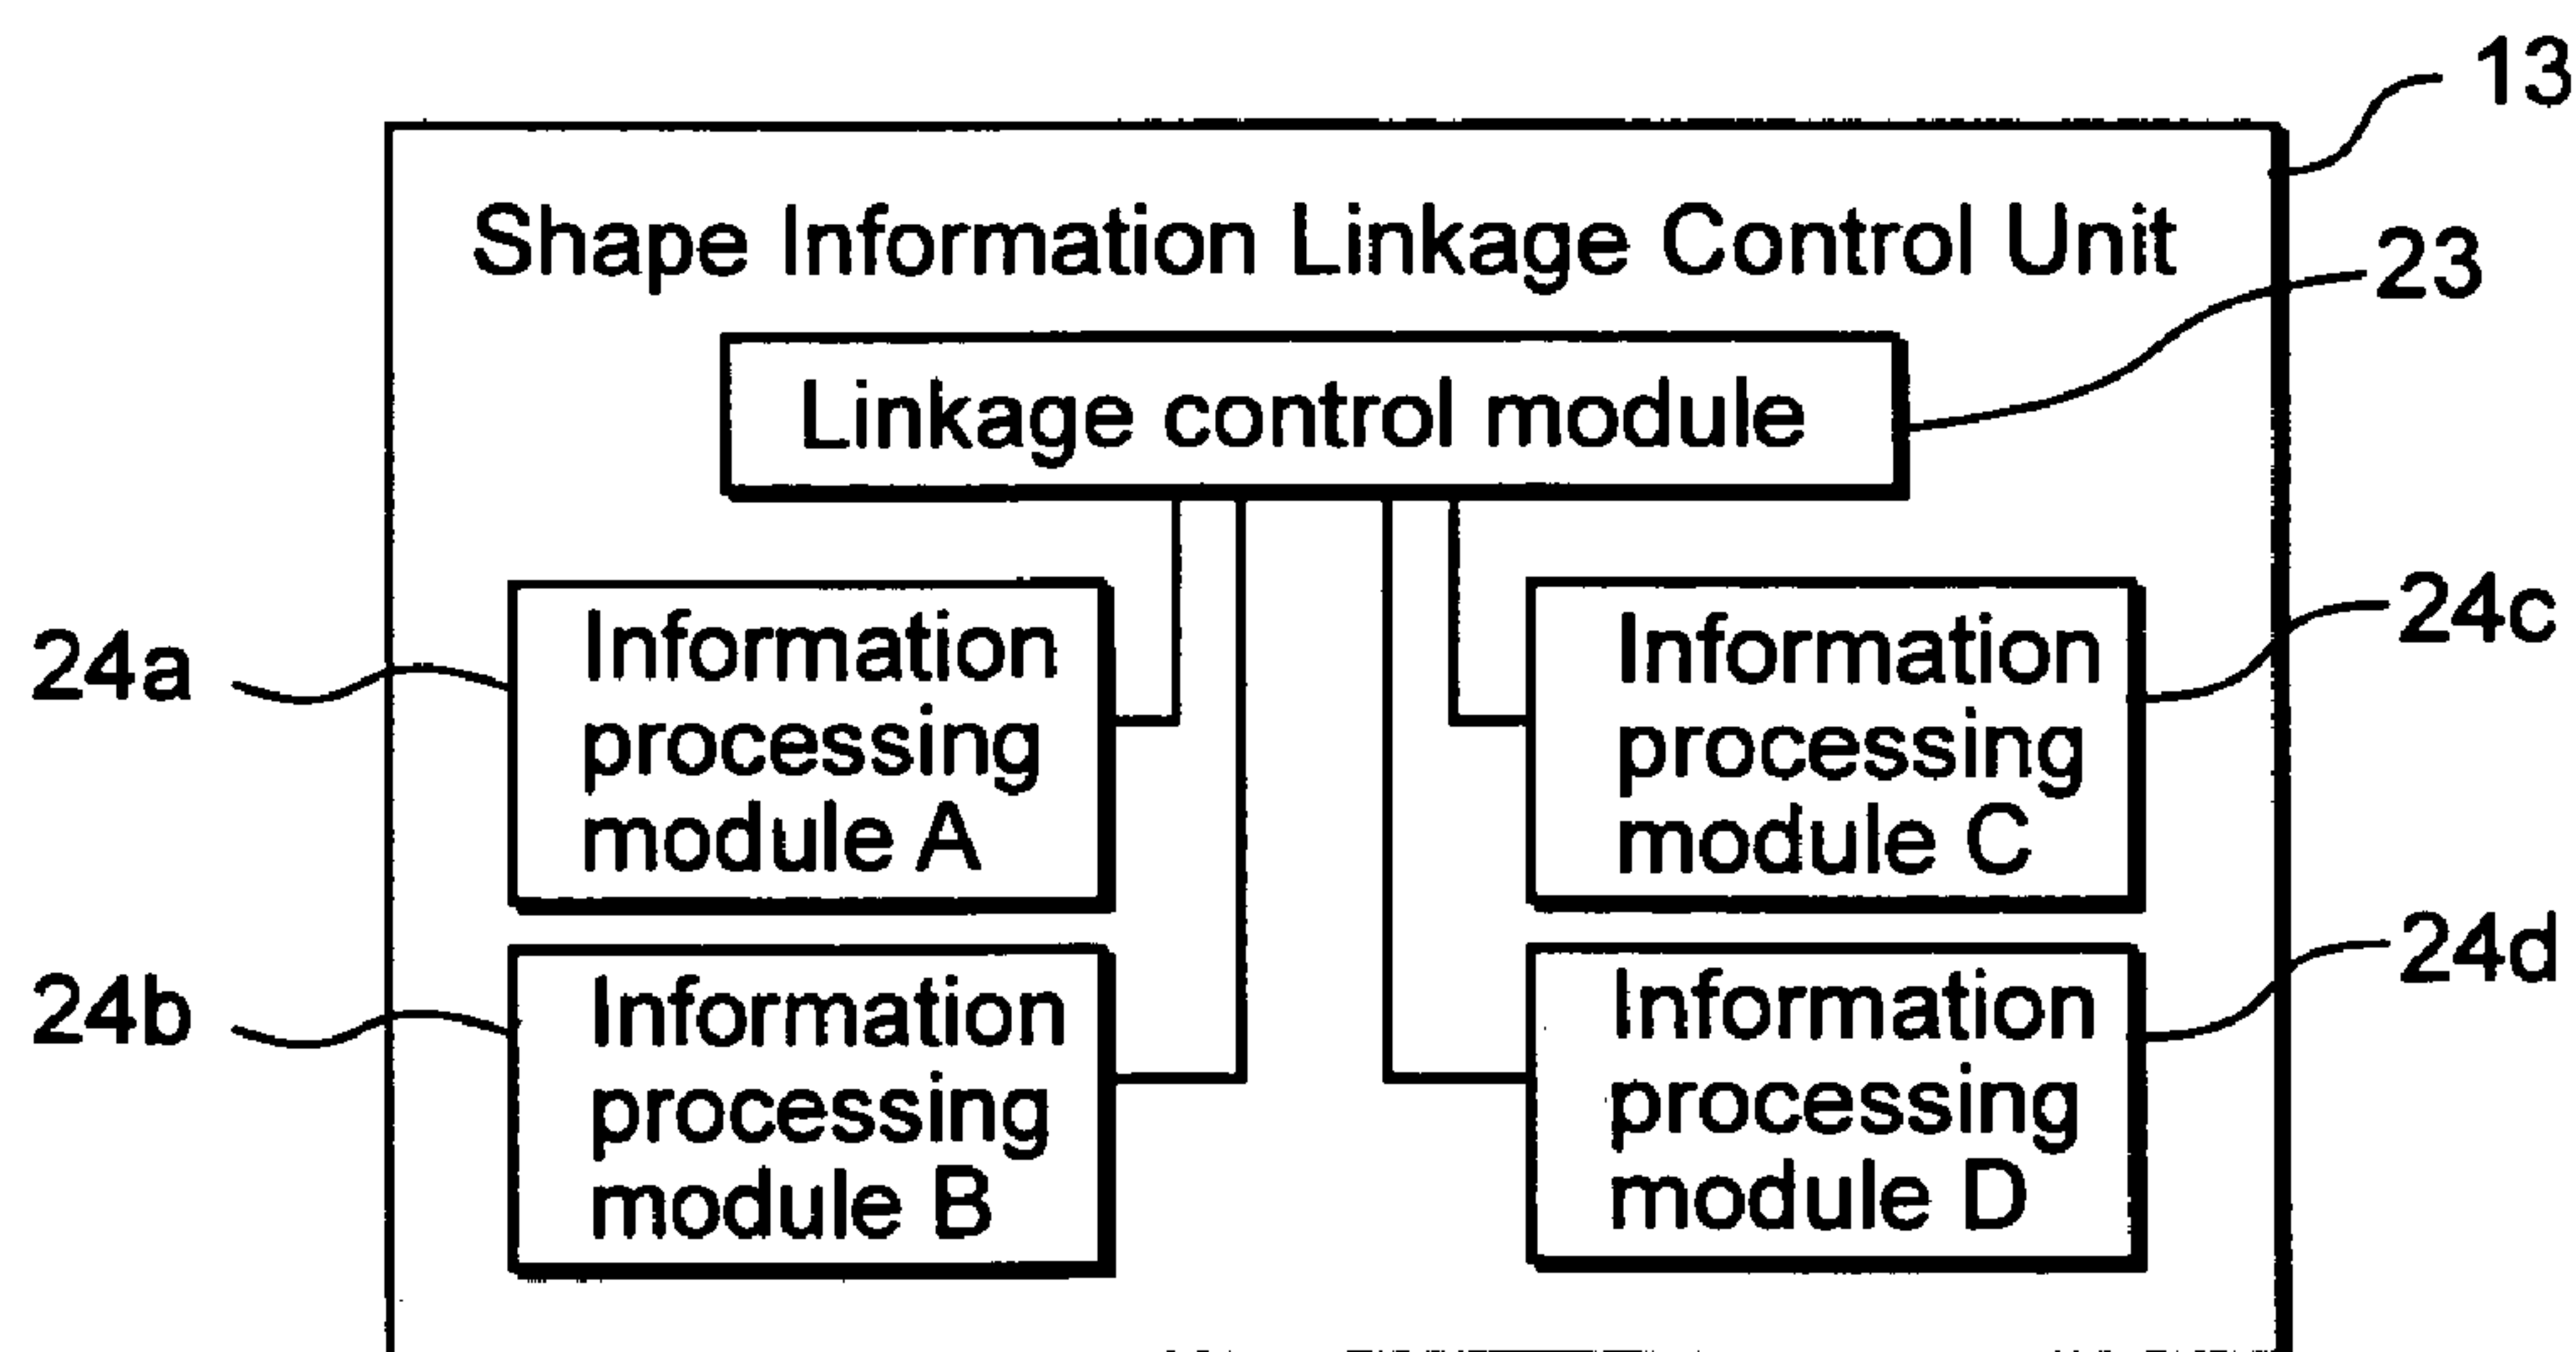 13
Shape Information Linkage Control Unit
23
Linkage control module
24a
Information
processing
module A
24c
Information
processing
module C
24b
Information
processing
module B
24d
Information
processing
module D